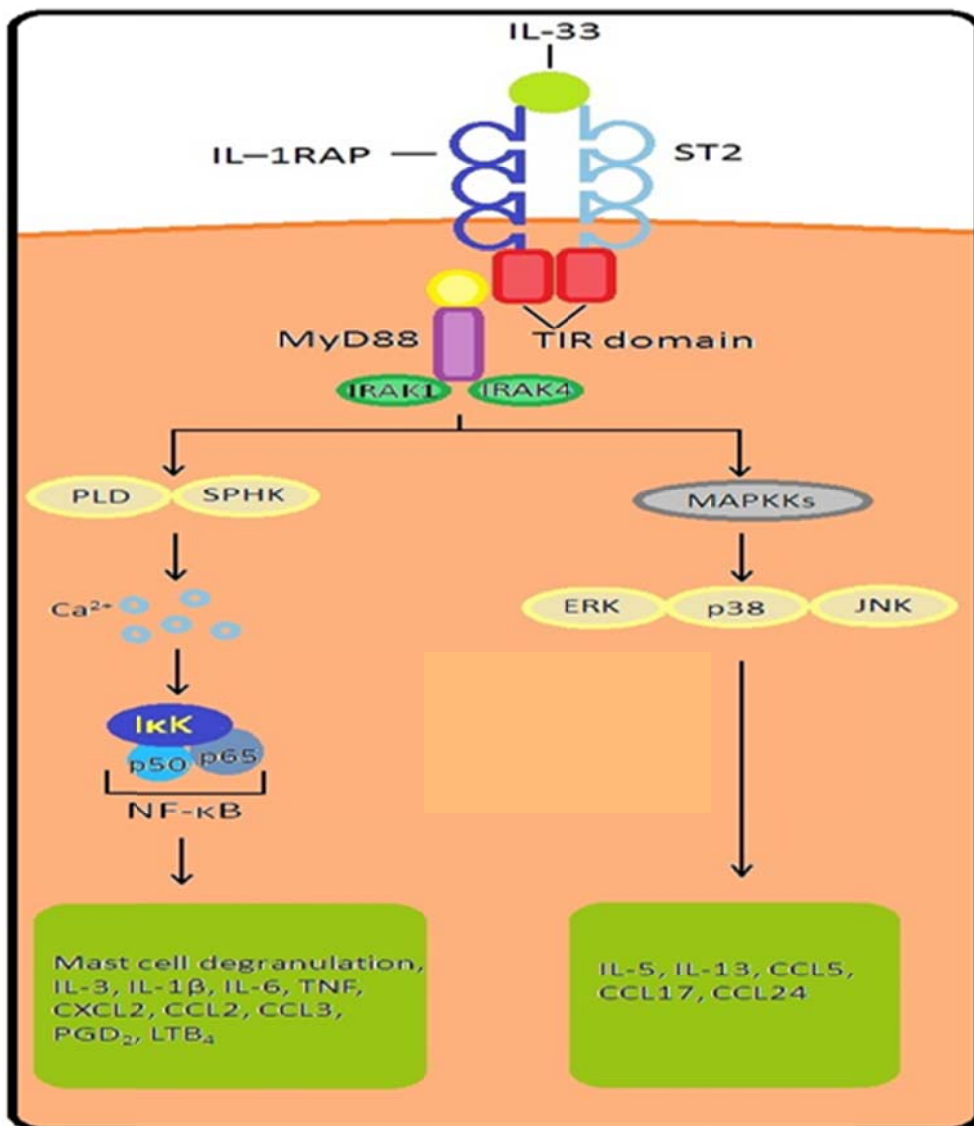 IL-33
IL-1RAP
ST2
MyD88
TIR domain
IRAK1
IRAK4
PLD
SPHK
MAPKKs
Ca²⁺
ERK
p38
JNK
IκK
p50
p65
NF-κB
Mast cell degranulation,
IL-3, IL-1β, IL-6, TNF,
CXCL2, CCL2, CCL3,
PGD₂, LTB₄
IL-5, IL-13, CCL5,
CCL17, CCL24